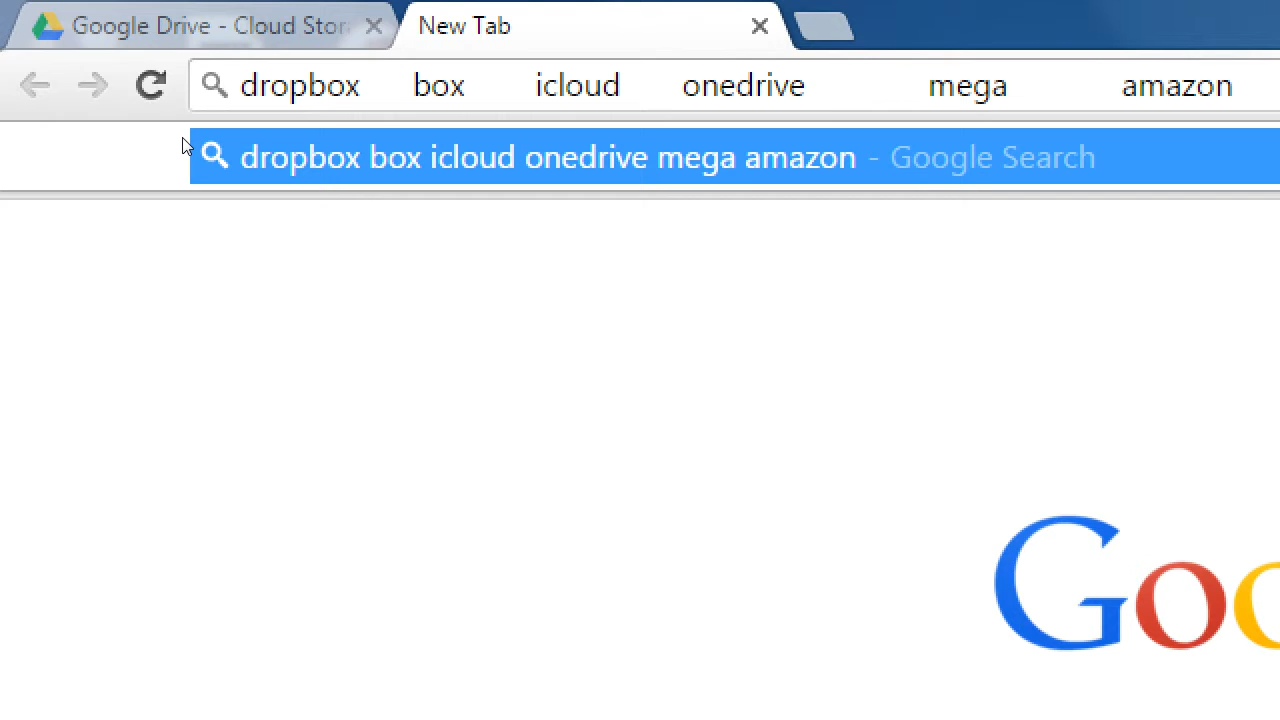 Google Drive - Cloud Stor
New Tab
dropbox box icloud onedrive mega amazon
dropbox box icloud onedrive mega amazon - Google Search
Goo